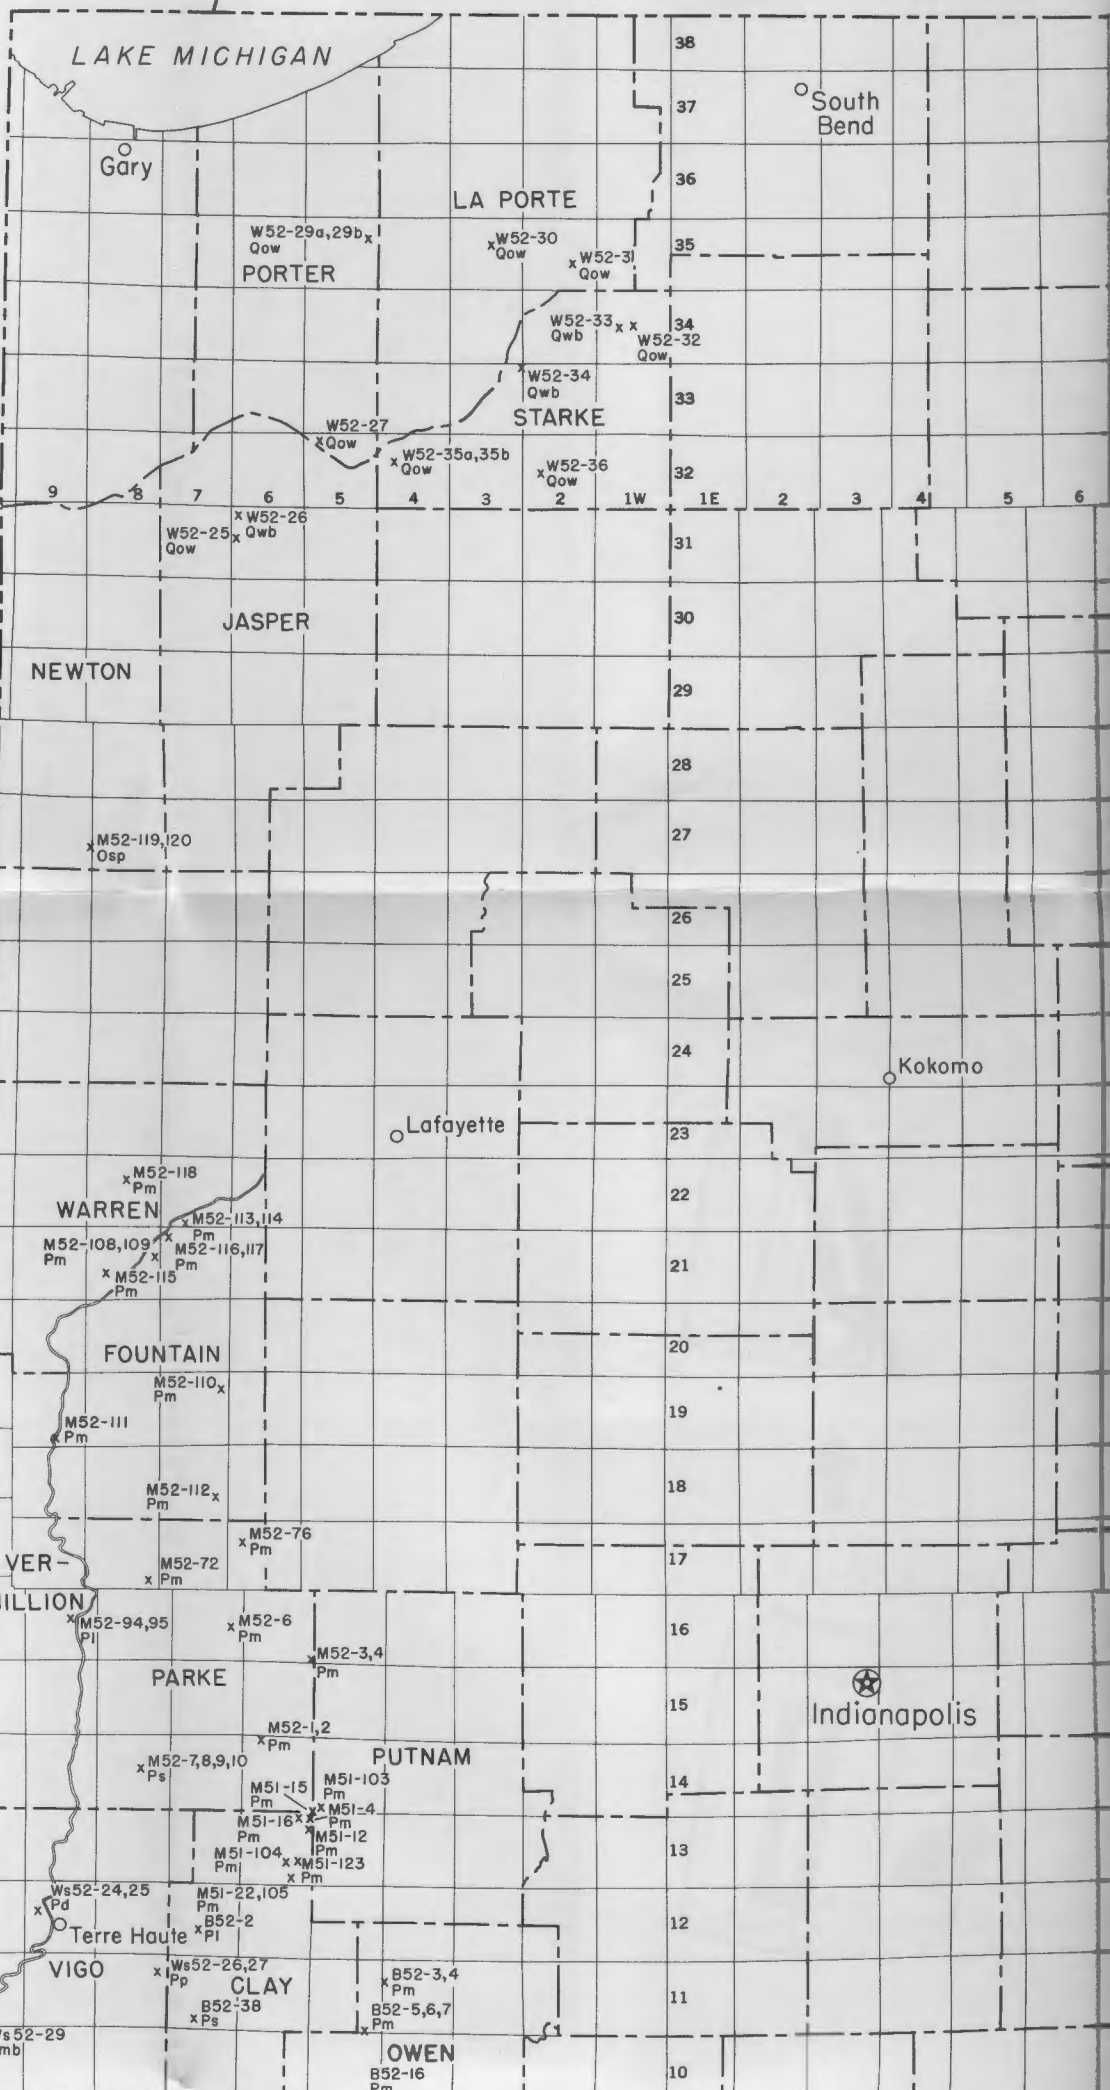 LAKE MICHIGAN
38
South
Bend
37
Gary
36
LA PORTE
W52-29a,29b
Qow
W52-30
Qow
35
W52-31
Qow
PORTER
W52-33
Qwb
34
W52-32
Qow
W52-34
Qwb
33
STARKE
W52-27
Qow
W52-35a,35b
Qow
W52-36
Qow
32
9 8 7 6 5 4 3 2 1W 1E 2 3 4 5 6
W52-26
Qwb
W52-25
Qow
31
JASPER
30
NEWTON
29
28
27
M52-119,120
Osp
26
25
24
Kokomo
Lafayette
23
M52-118
Pm
22
WARREN
M52-113,114
Pm
M52-108,109
Pm
M52-116,117
Pm
21
M52-115
Pm
20
FOUNTAIN
M52-110
Pm
19
M52-111
Pm
18
M52-112
Pm
M52-76
Pm
17
VER-
M52-72
Pm
ILLION
M52-94,95
Pl
M52-6
Pm
16
M52-3,4
Pm
PARKE
15
Indianapolis
M52-1,2
Pm
PUTNAM
M52-7,8,9,10
Ps
14
M51-15
Pm
M51-103
Pm
M51-4
Pm
M51-16
Pm
M51-12
Pm
13
M51-104
Pm
M51-123
Pm
Ws52-24,25
Pd
M51-22,105
Pm
12
B52-2
Pl
Terre Haute
VIGO
Ws52-26,27
Pp
CLAY
B52-3,4
Pm
11
B52-38
Ps
B52-5,6,7
Pm
s52-29
mb
OWEN
10
B52-16
Pm